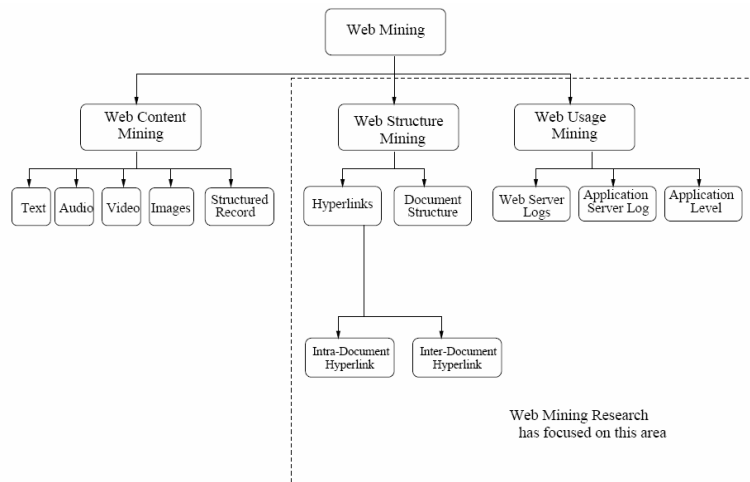 Web Mining
Web Content
Mining
Web Structure
Mining
Web Usage
Mining
Text
Audio
Video
Images
Structured
Record
Hyperlinks
Document
Structure
Web Server
Logs
Application
Server Log
Application
Level
Intra-Document
Hyperlink
Inter-Document
Hyperlink
Web Mining Research
has focused on this area